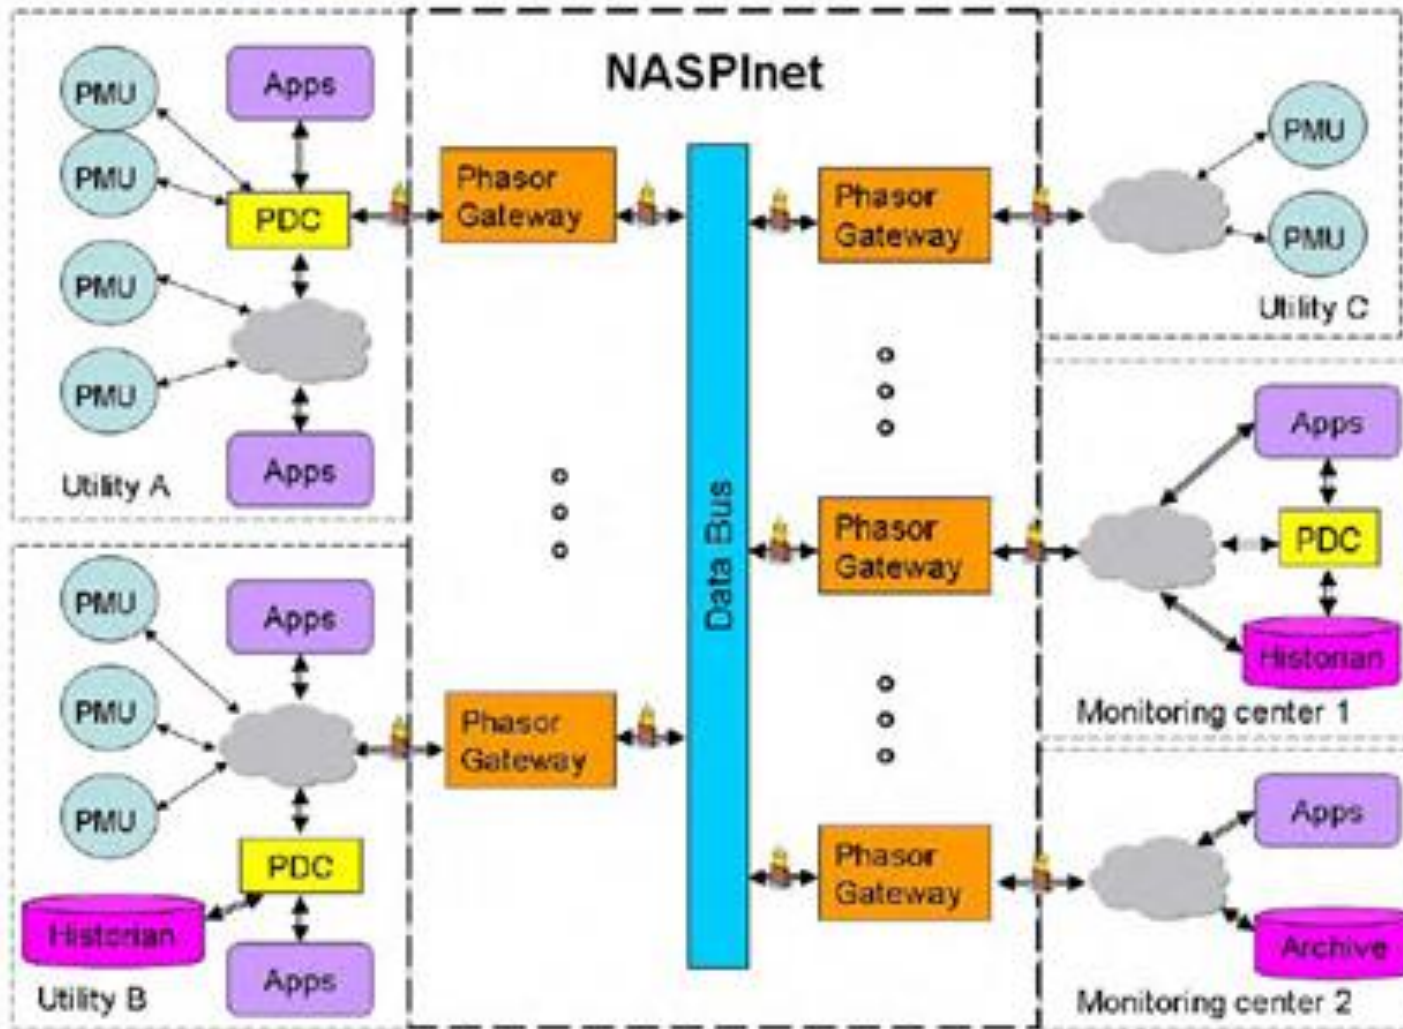 NASPInet
PMU
PMU
PMU
PMU
Apps
PDC
Apps
Utility A
PMU
PMU
PMU
Apps
PDC
Historian
Apps
Utility B
Phasor
Gateway
Phasor
Gateway
Data Bus
Phasor
Gateway
Phasor
Gateway
Phasor
Gateway
PMU
PMU
Utility C
Apps
PDC
Historian
Monitoring center 1
Apps
Archive
Monitoring center 2